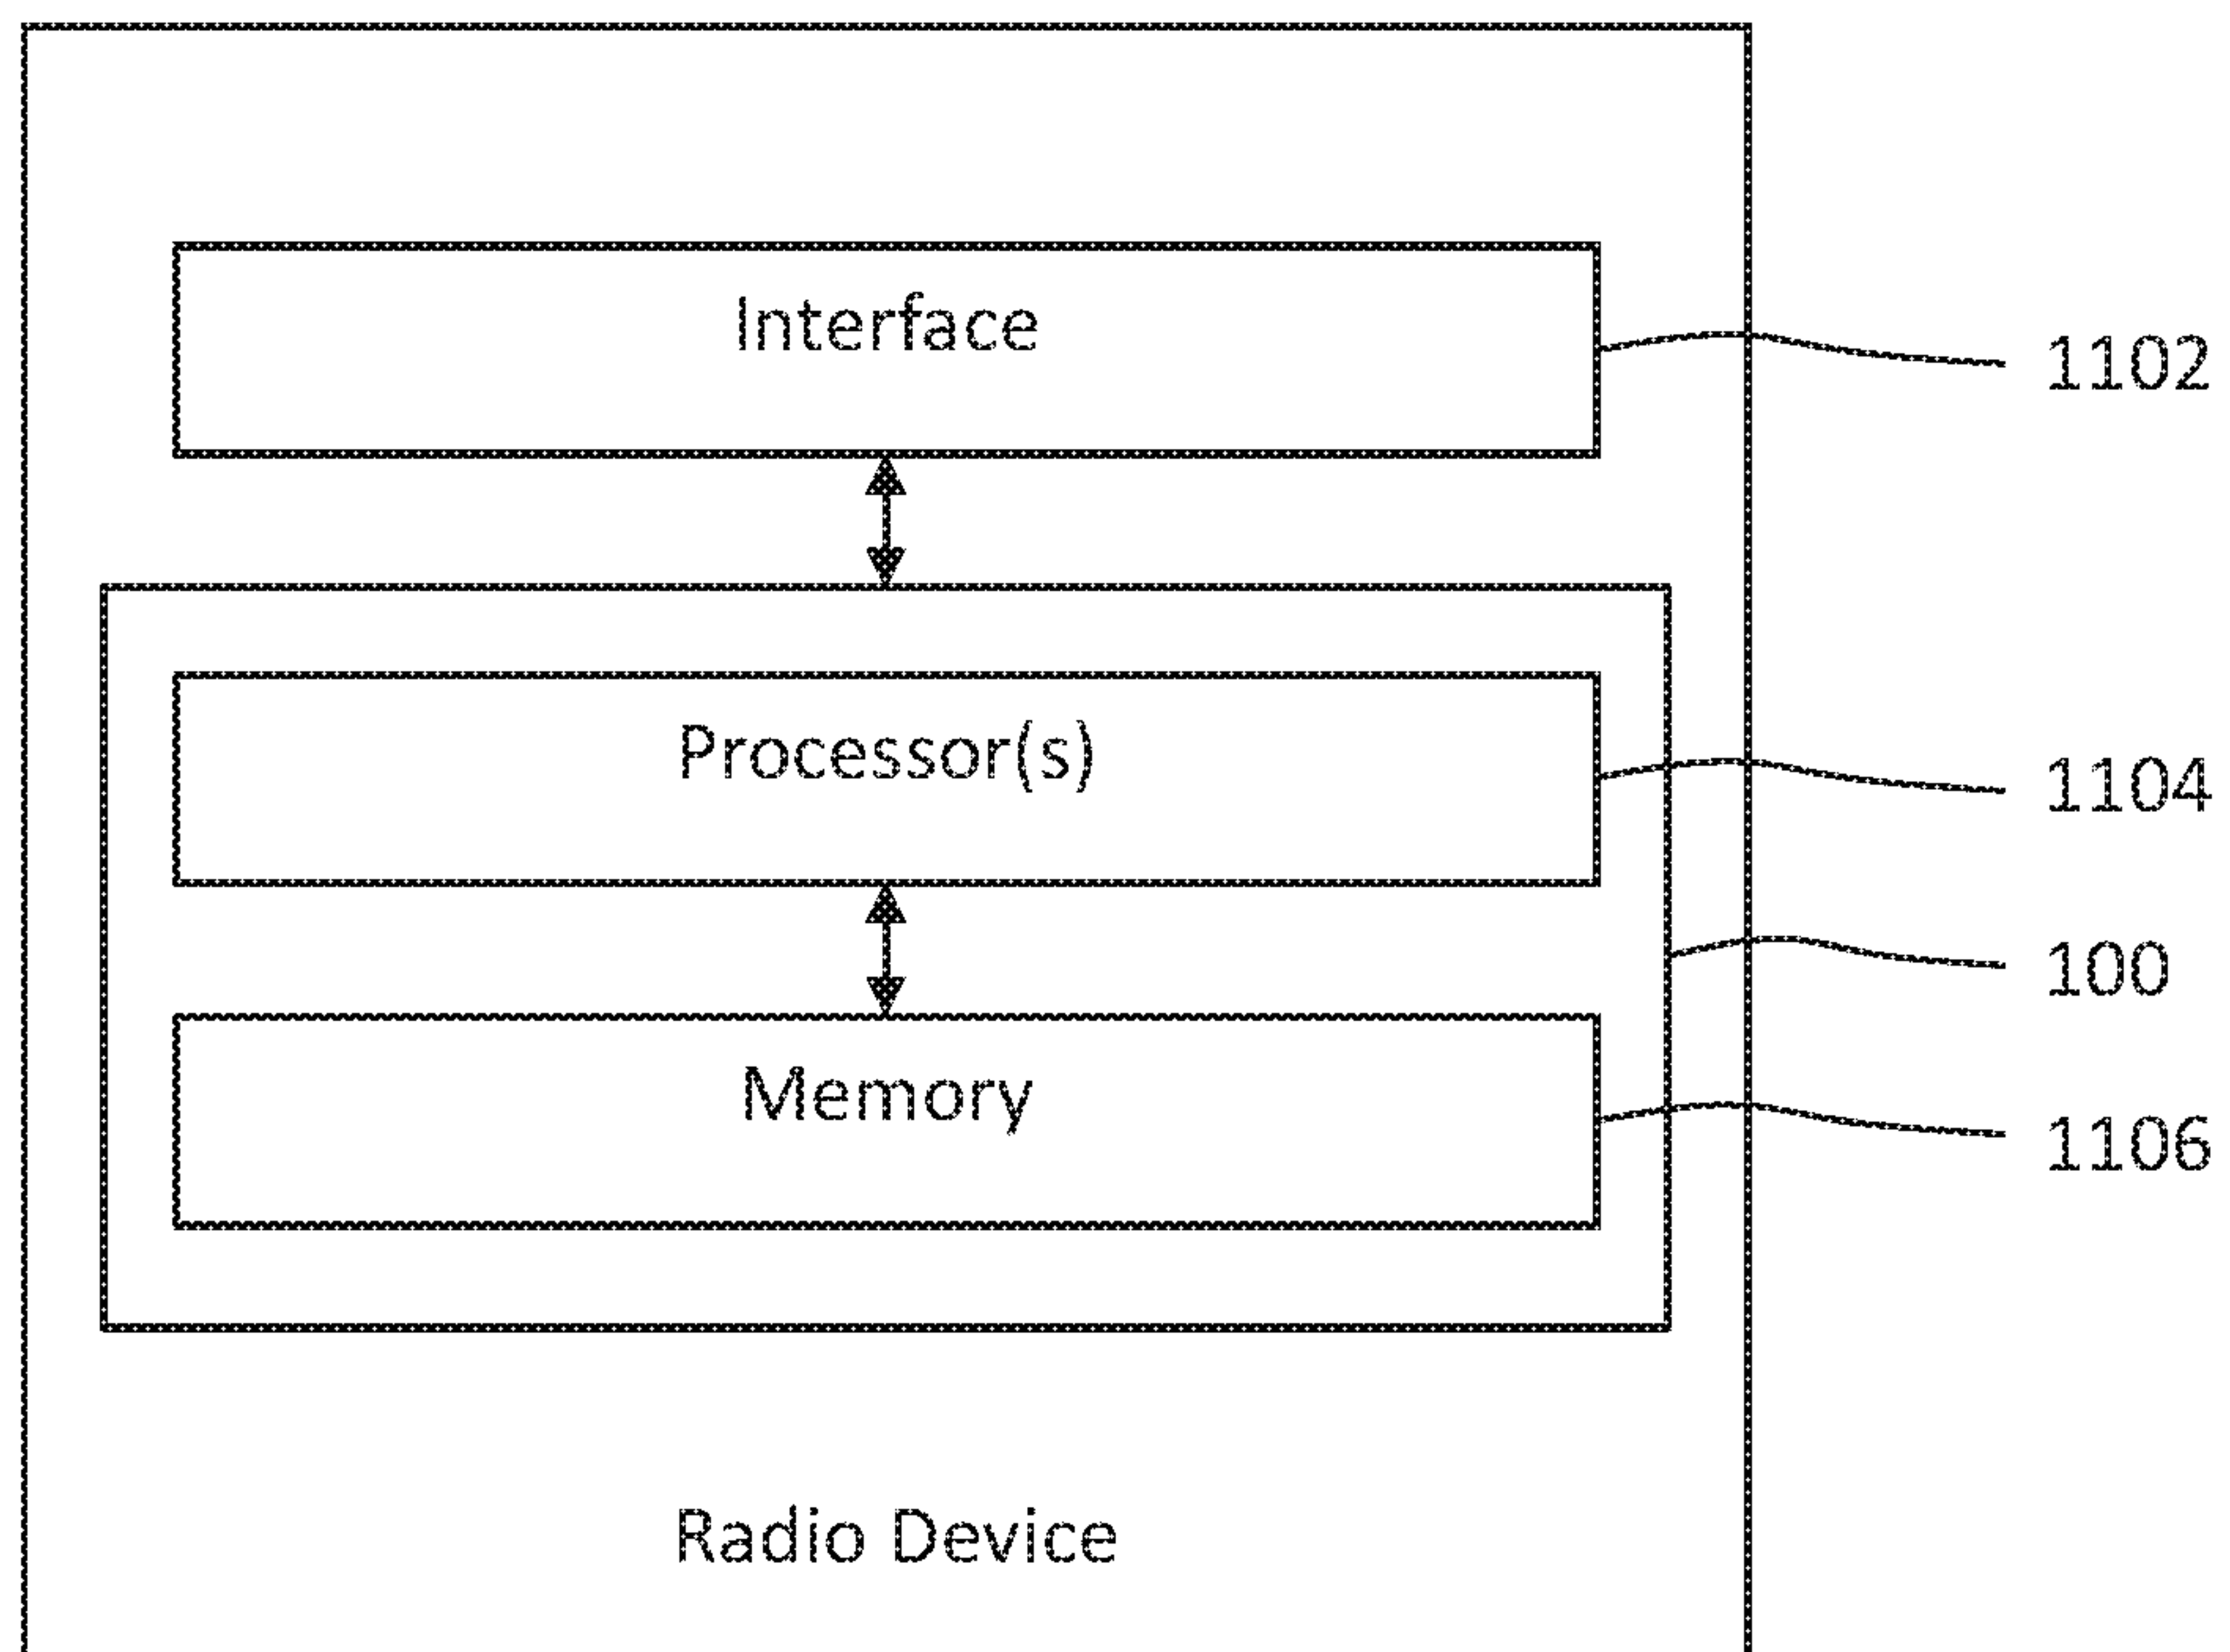 Interface
1102
Processor(s)
1104
100
Memory
1106
Radio Device